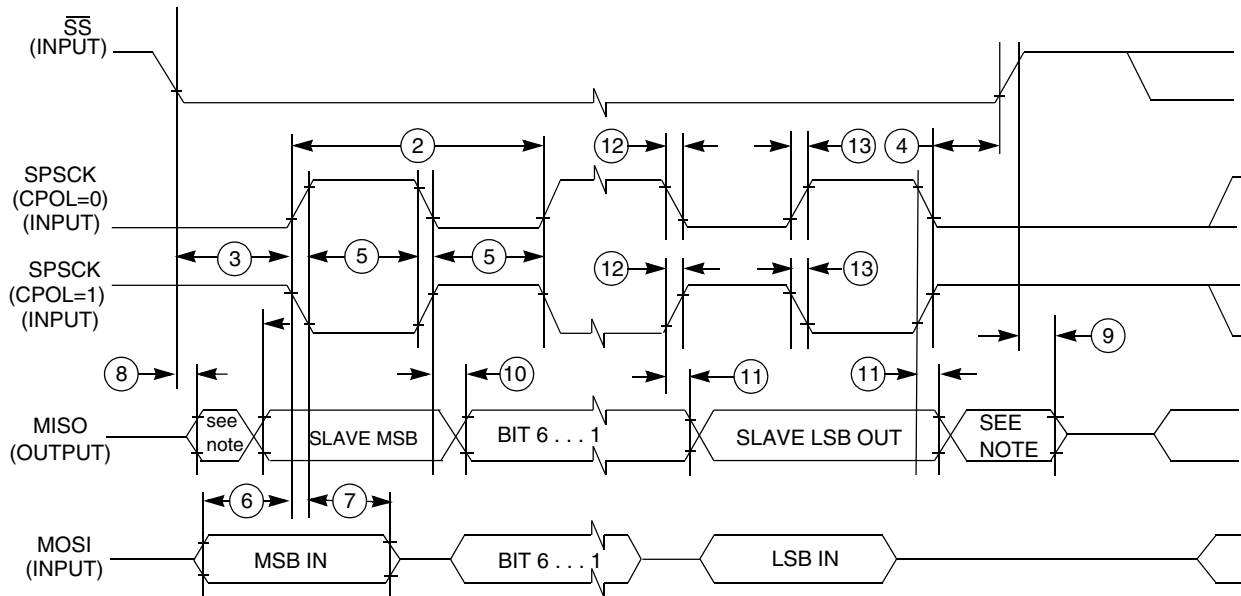 SS
(INPUT)
2
12
13
4
SPSCK
(CPOL=0)
(INPUT)
3
5
5
SPSCK
(CPOL=1)
(INPUT)
12
13
9
8
10
11
11
MISO
(OUTPUT)
see
note
SLAVE MSB
BIT 6 . . . 1
SLAVE LSB OUT
SEE
NOTE
6
7
MOSI
(INPUT)
MSB IN
BIT 6 . . . 1
LSB IN